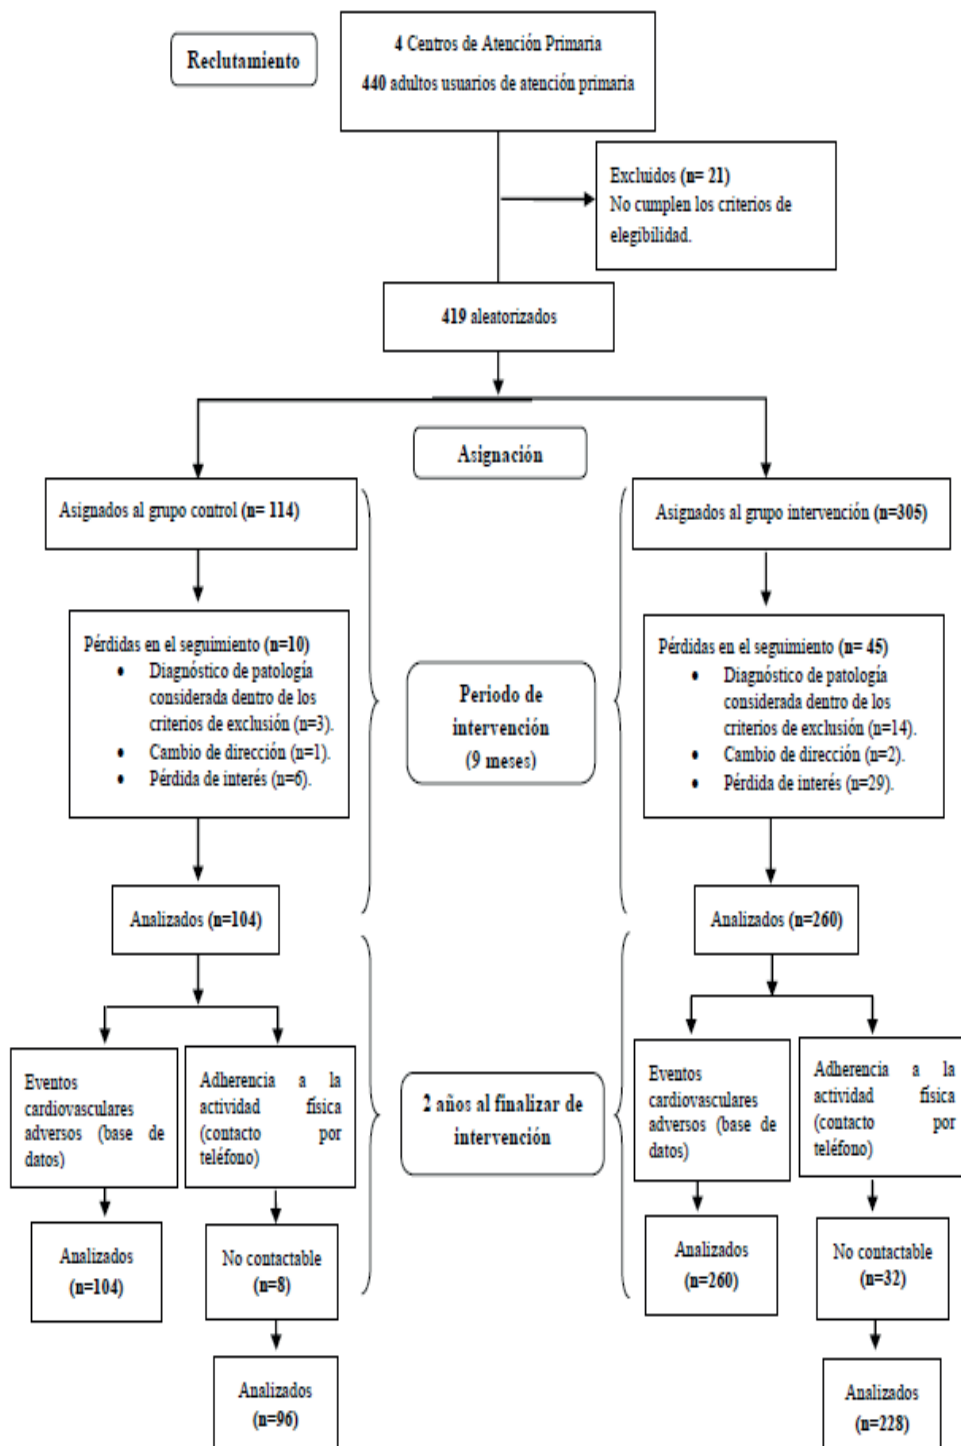 Reclutamiento
4 Centros de Atención Primaria
440 adultos usuarios de atención primaria
Excluidos (n= 21)
No cumplen los criterios de
elegibilidad.
419 aleatorizados
Asignación
Asignados al grupo control (n= 114)
Asignados al grupo intervención (n=305)
Pérdidas en el seguimiento (n=10)
• Diagnóstico de patología
considerada dentro de los
criterios de exclusión (n=3).
• Cambio de dirección (n=1).
• Pérdida de interés (n=6).
Periodo de
intervención
(9 meses)
Pérdidas en el seguimiento (n= 45)
• Diagnóstico de patología
considerada dentro de los
criterios de exclusión (n=14).
• Cambio de dirección (n=2).
• Pérdida de interés (n=29).
Analizados (n=104)
Analizados (n=260)
Eventos
cardiovasculares
adversos (base de
datos)
Adherencia a la
actividad física
(contacto por
teléfono)
2 años al finalizar de
intervención
Eventos
cardiovasculares
adversos (base de
datos)
Adherencia a la
actividad física
(contacto por
teléfono)
Analizados
(n=104)
No contactable
(n=8)
Analizados
(n=260)
No contactable
(n=32)
Analizados
(n=96)
Analizados
(n=228)